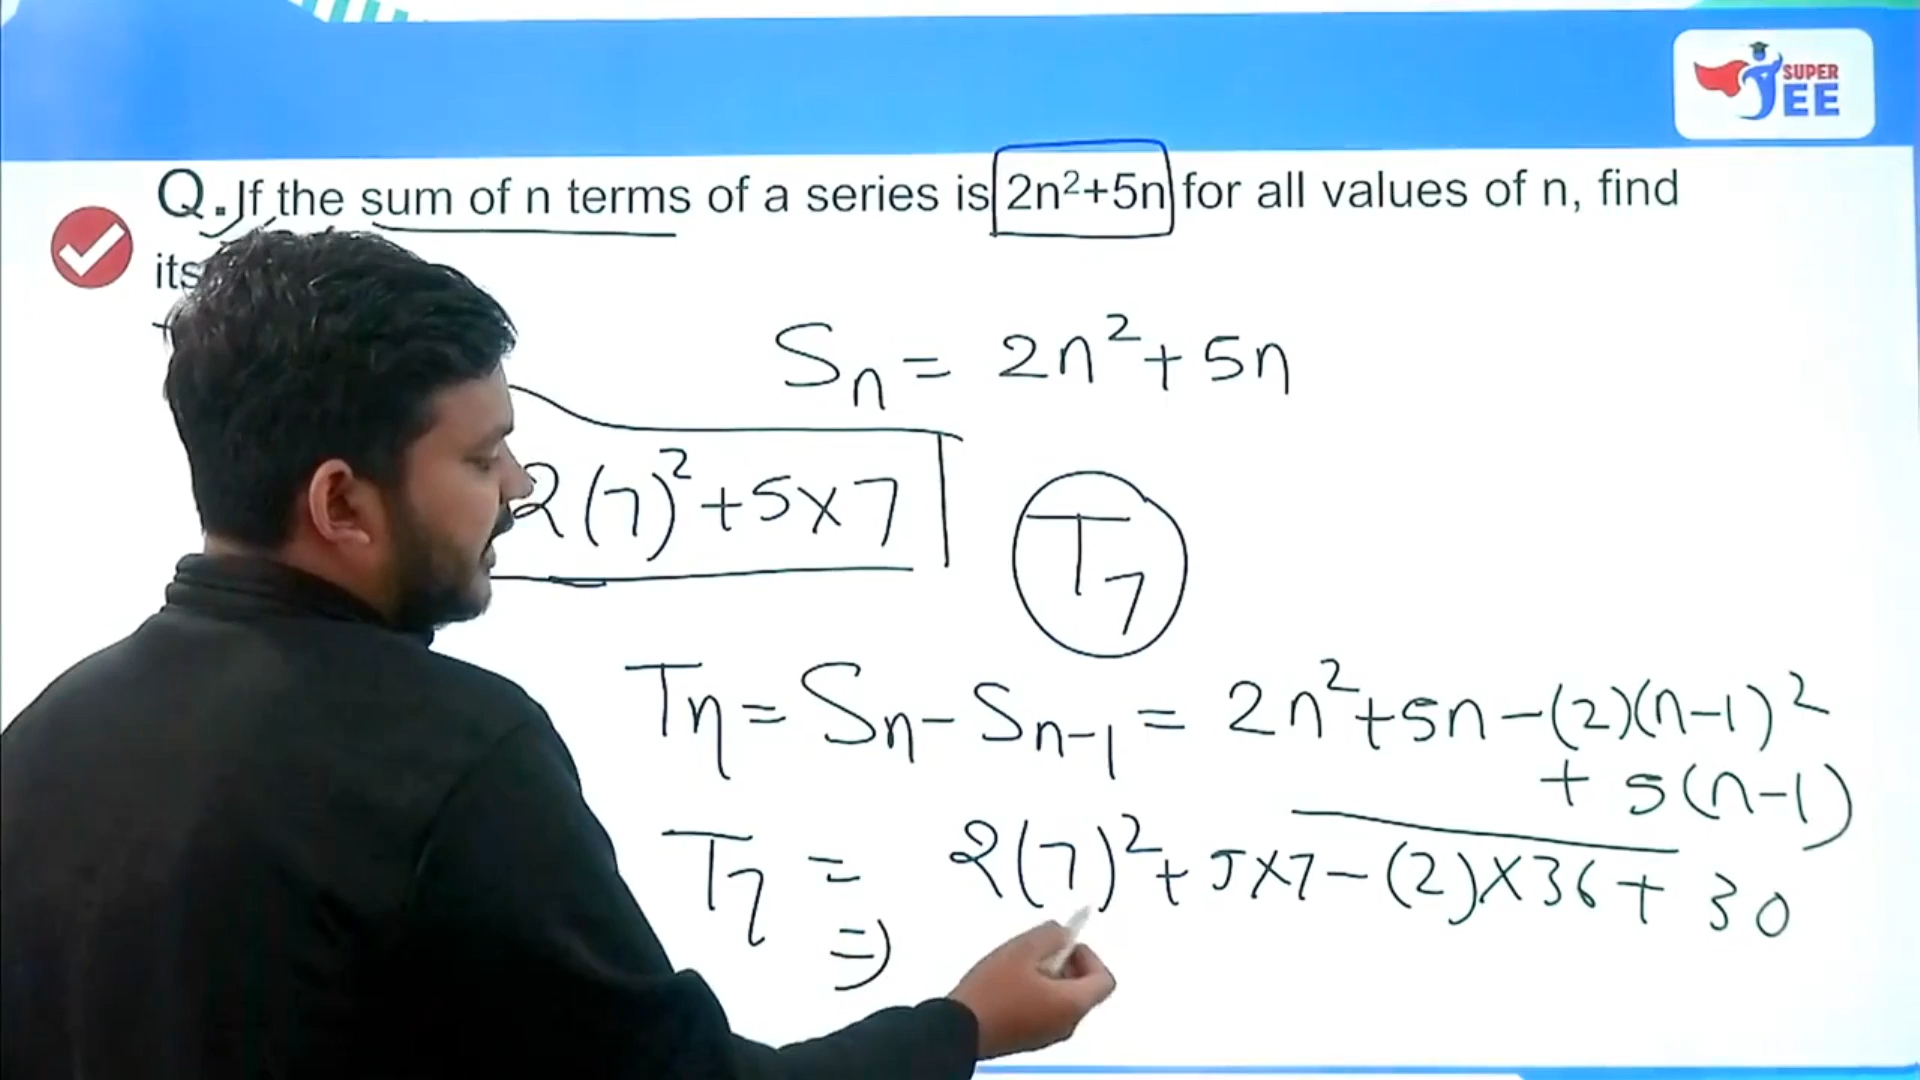 SUPER
JEE
Q. If the sum of n terms of a series is 2n²+5n for all values of n, find
its
Sn = 2n² + 5n
2(7)² + 5×7
T7
Tn = Sn - Sn-1 = 2n² + 5n - (2)(n-1)²
+ 5(n-1)
T7 = 2(7)² + 5×7 - (2)×36 + 30
⇒